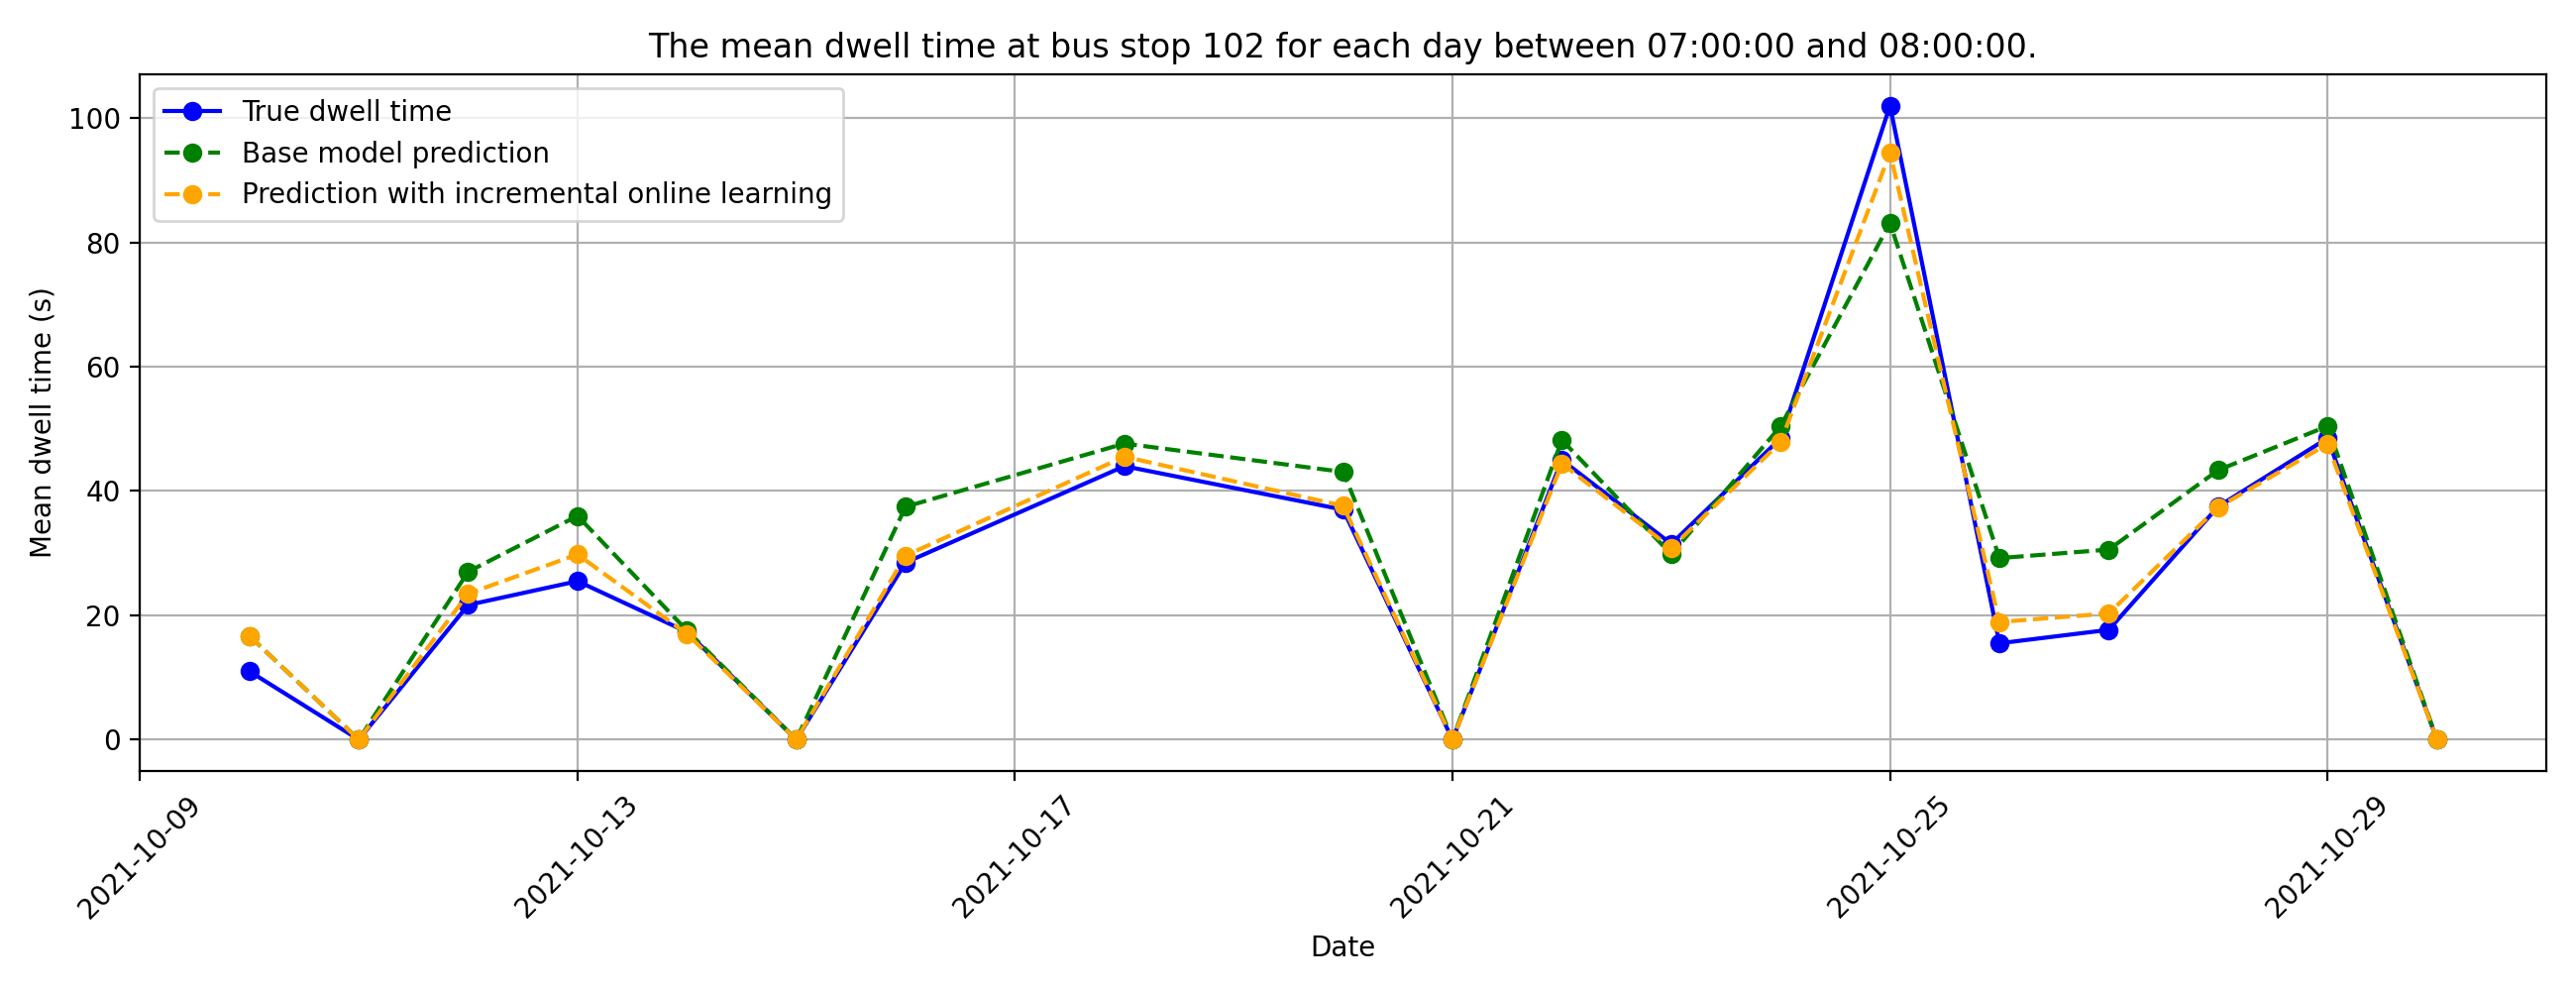 The mean dwell time at bus stop 102 for each day between 07:00:00 and 08:00:00.
True dwell time
Base model prediction
Prediction with incremental online learning
Mean dwell time (s)
100
80
60
40
20
0
2021-10-09
2021-10-13
2021-10-17
2021-10-21
2021-10-25
2021-10-29
Date